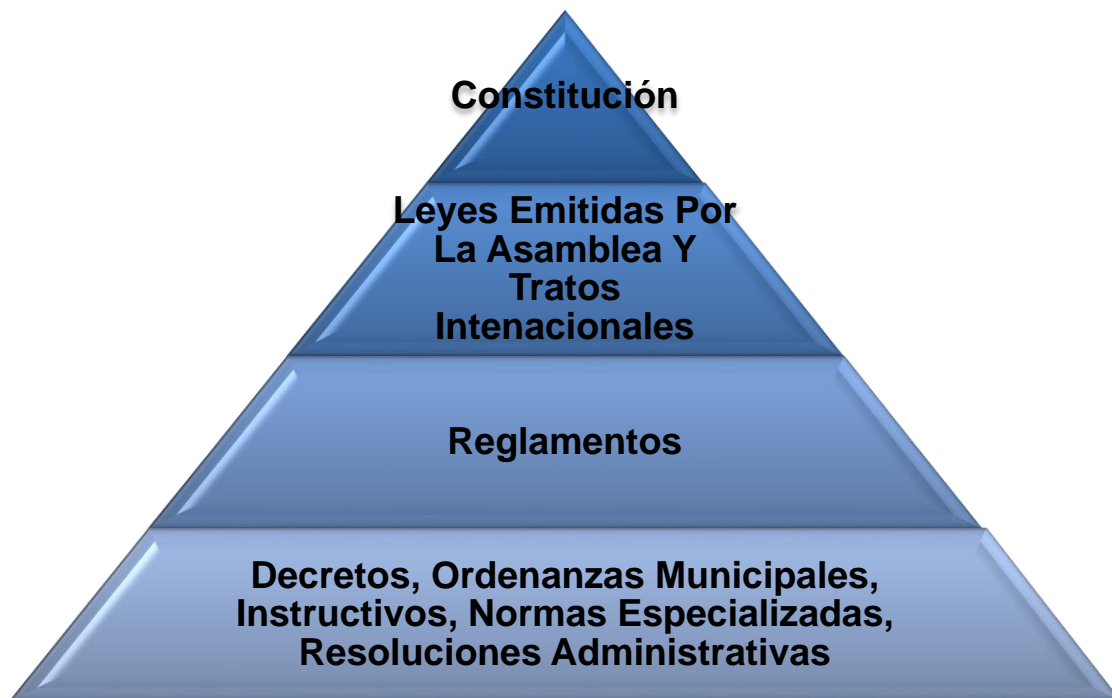 Constitución
Leyes Emitidas Por
La Asamblea Y
Tratos
Intenacionales
Reglamentos
Decretos, Ordenanzas Municipales,
Instructivos, Normas Especializadas,
Resoluciones Administrativas